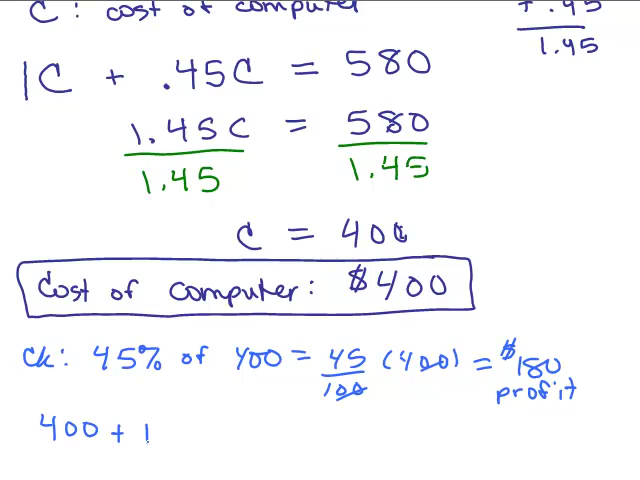 C: cost of computer
+ .45
1.45
1C + .45C = 580
1.45C = 580
1.45 1.45
C = 400
Cost of computer: $400
Ck: 45% of 400 = 45/100 (400) = $180
profit
400 + 1